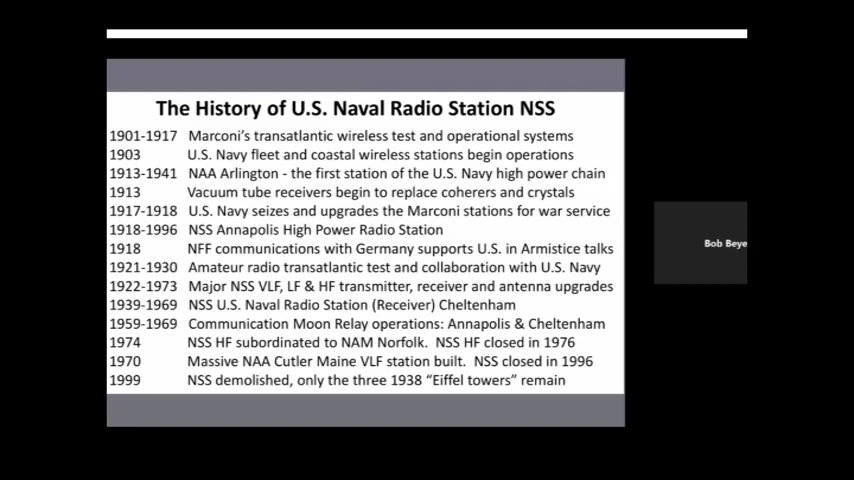 The History of U.S. Naval Radio Station NSS
1901-1917 Marconi's transatlantic wireless test and operational systems
1903 U.S. Navy fleet and coastal wireless stations begin operations
1913-1941 NAA Arlington - the first station of the U.S. Navy high power chain
1913 Vacuum tube receivers begin to replace coherers and crystals
1917-1918 U.S. Navy seizes and upgrades the Marconi stations for war service
1918-1996 NSS Annapolis High Power Radio Station
1918 NFF communications with Germany supports U.S. in Armistice talks
1921-1930 Amateur radio transatlantic test and collaboration with U.S. Navy
1922-1973 Major NSS VLF, LF & HF transmitter, receiver and antenna upgrades
1939-1969 NSS U.S. Naval Radio Station (Receiver) Cheltenham
1959-1969 Communication Moon Relay operations: Annapolis & Cheltenham
1974 NSS HF subordinated to NAM Norfolk. NSS HF closed in 1976
1970 Massive NAA Cutler Maine VLF station built. NSS closed in 1996
1999 NSS demolished, only the three 1938 “Eiffel towers” remain
Bob Beye